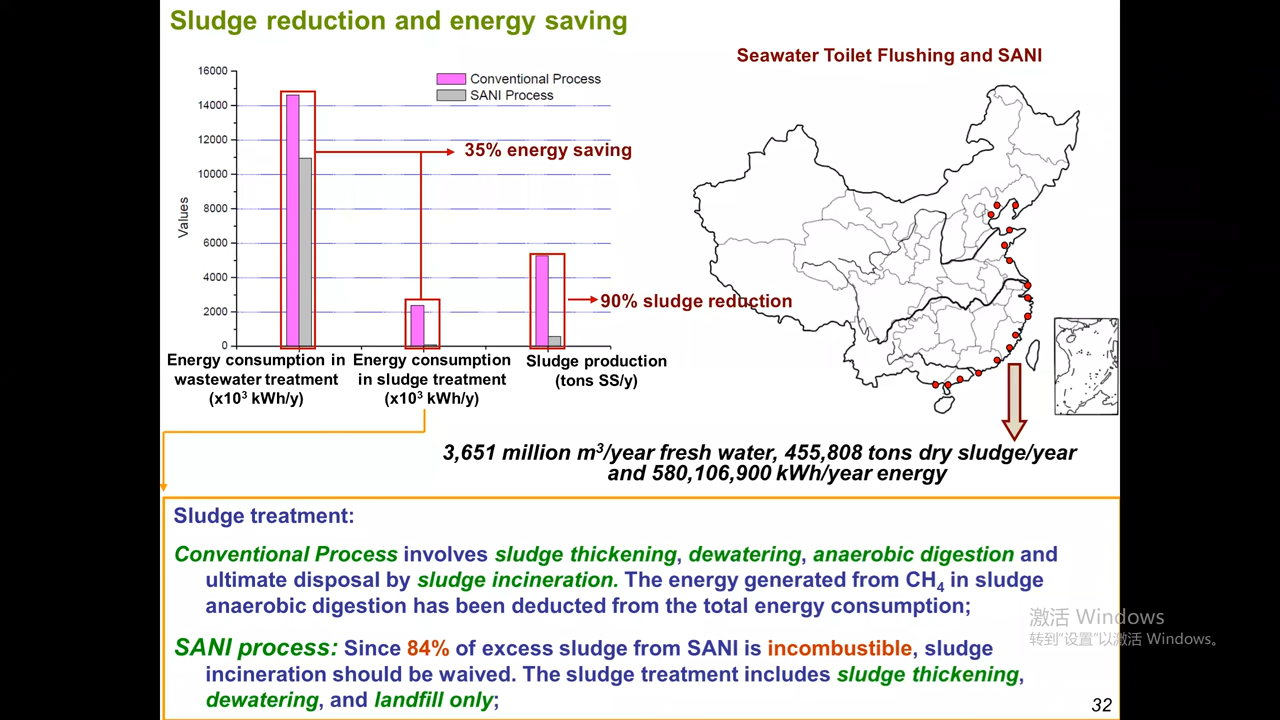 Sludge reduction and energy saving
Seawater Toilet Flushing and SANI
16000
14000
12000
10000
8000
6000
4000
2000
0
Values
Conventional Process
SANI Process
35% energy saving
90% sludge reduction
Energy consumption in
wastewater treatment
(x10³ kWh/y)
Energy consumption
in sludge treatment
(x10³ kWh/y)
Sludge production
(tons SS/y)
3,651 million m³/year fresh water, 455,808 tons dry sludge/year
and 580,106,900 kWh/year energy
Sludge treatment:
Conventional Process involves sludge thickening, dewatering, anaerobic digestion and
ultimate disposal by sludge incineration. The energy generated from CH₄ in sludge
anaerobic digestion has been deducted from the total energy consumption;
SANI process: Since 84% of excess sludge from SANI is incombustible, sludge
incineration should be waived. The sludge treatment includes sludge thickening,
dewatering, and landfill only;
激活 Windows
转到"设置"以激活 Windows。
32